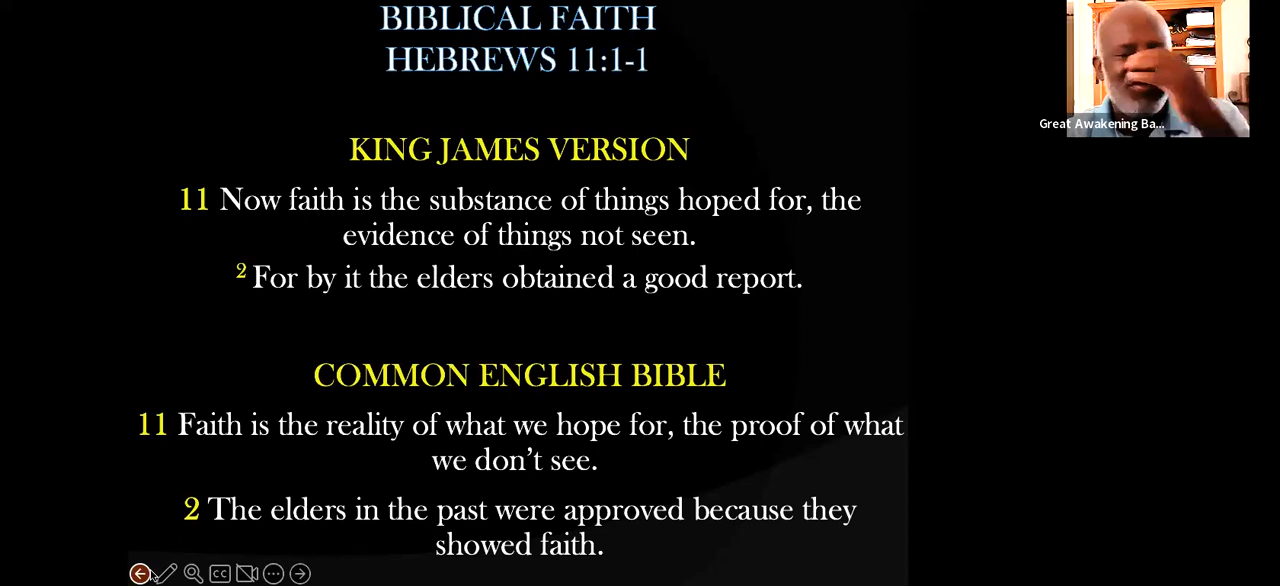 BIBLICAL FAITH
HEBREWS 11:1-1
KING JAMES VERSION
11 Now faith is the substance of things hoped for, the
evidence of things not seen.
2 For by it the elders obtained a good report.
COMMON ENGLISH BIBLE
11 Faith is the reality of what we hope for, the proof of what
we don’t see.
2 The elders in the past were approved because they
showed faith.
Great Awakening Ba...
CC